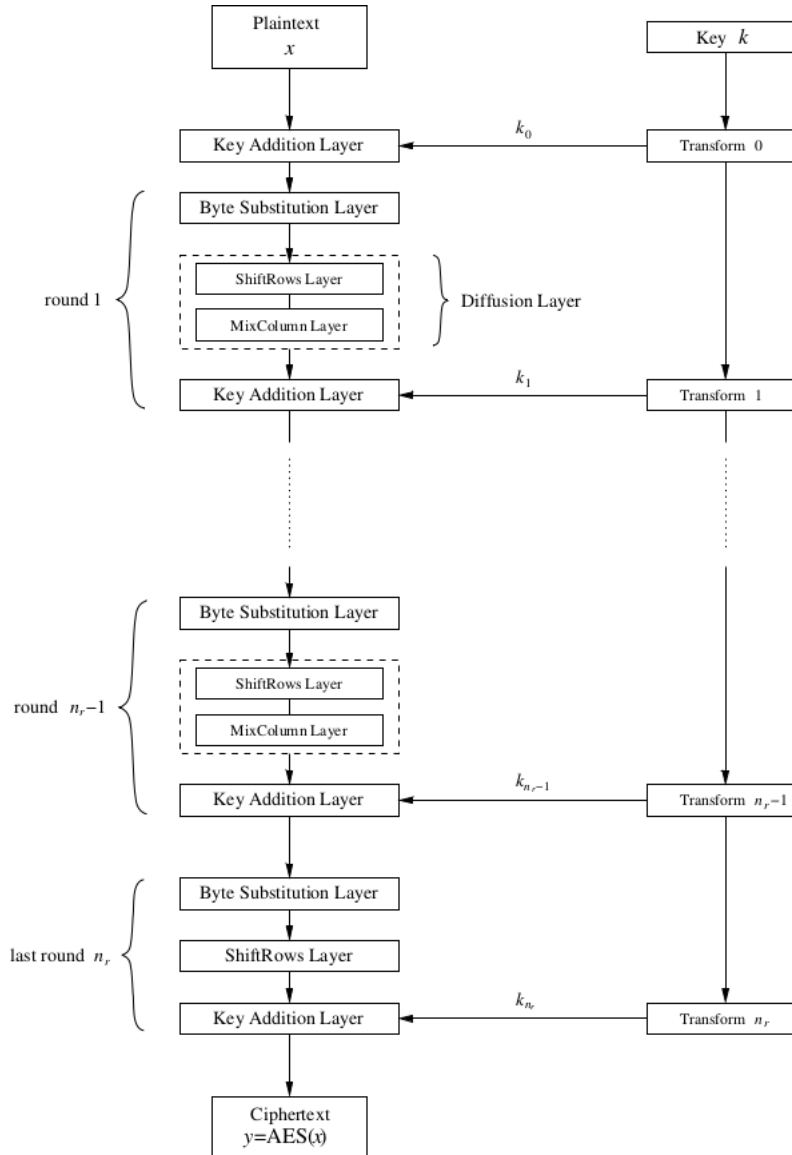 Plaintext
x
Key k
Key Addition Layer
k₀
Transform 0
Byte Substitution Layer
ShiftRows Layer
round 1
Diffusion Layer
MixColumn Layer
Key Addition Layer
k₁
Transform 1
Byte Substitution Layer
ShiftRows Layer
round nᵣ−1
MixColumn Layer
Key Addition Layer
kₙᵣ₋₁
Transform nᵣ−1
Byte Substitution Layer
last round nᵣ
ShiftRows Layer
Key Addition Layer
kₙᵣ
Transform nᵣ
Ciphertext
y=AES(x)